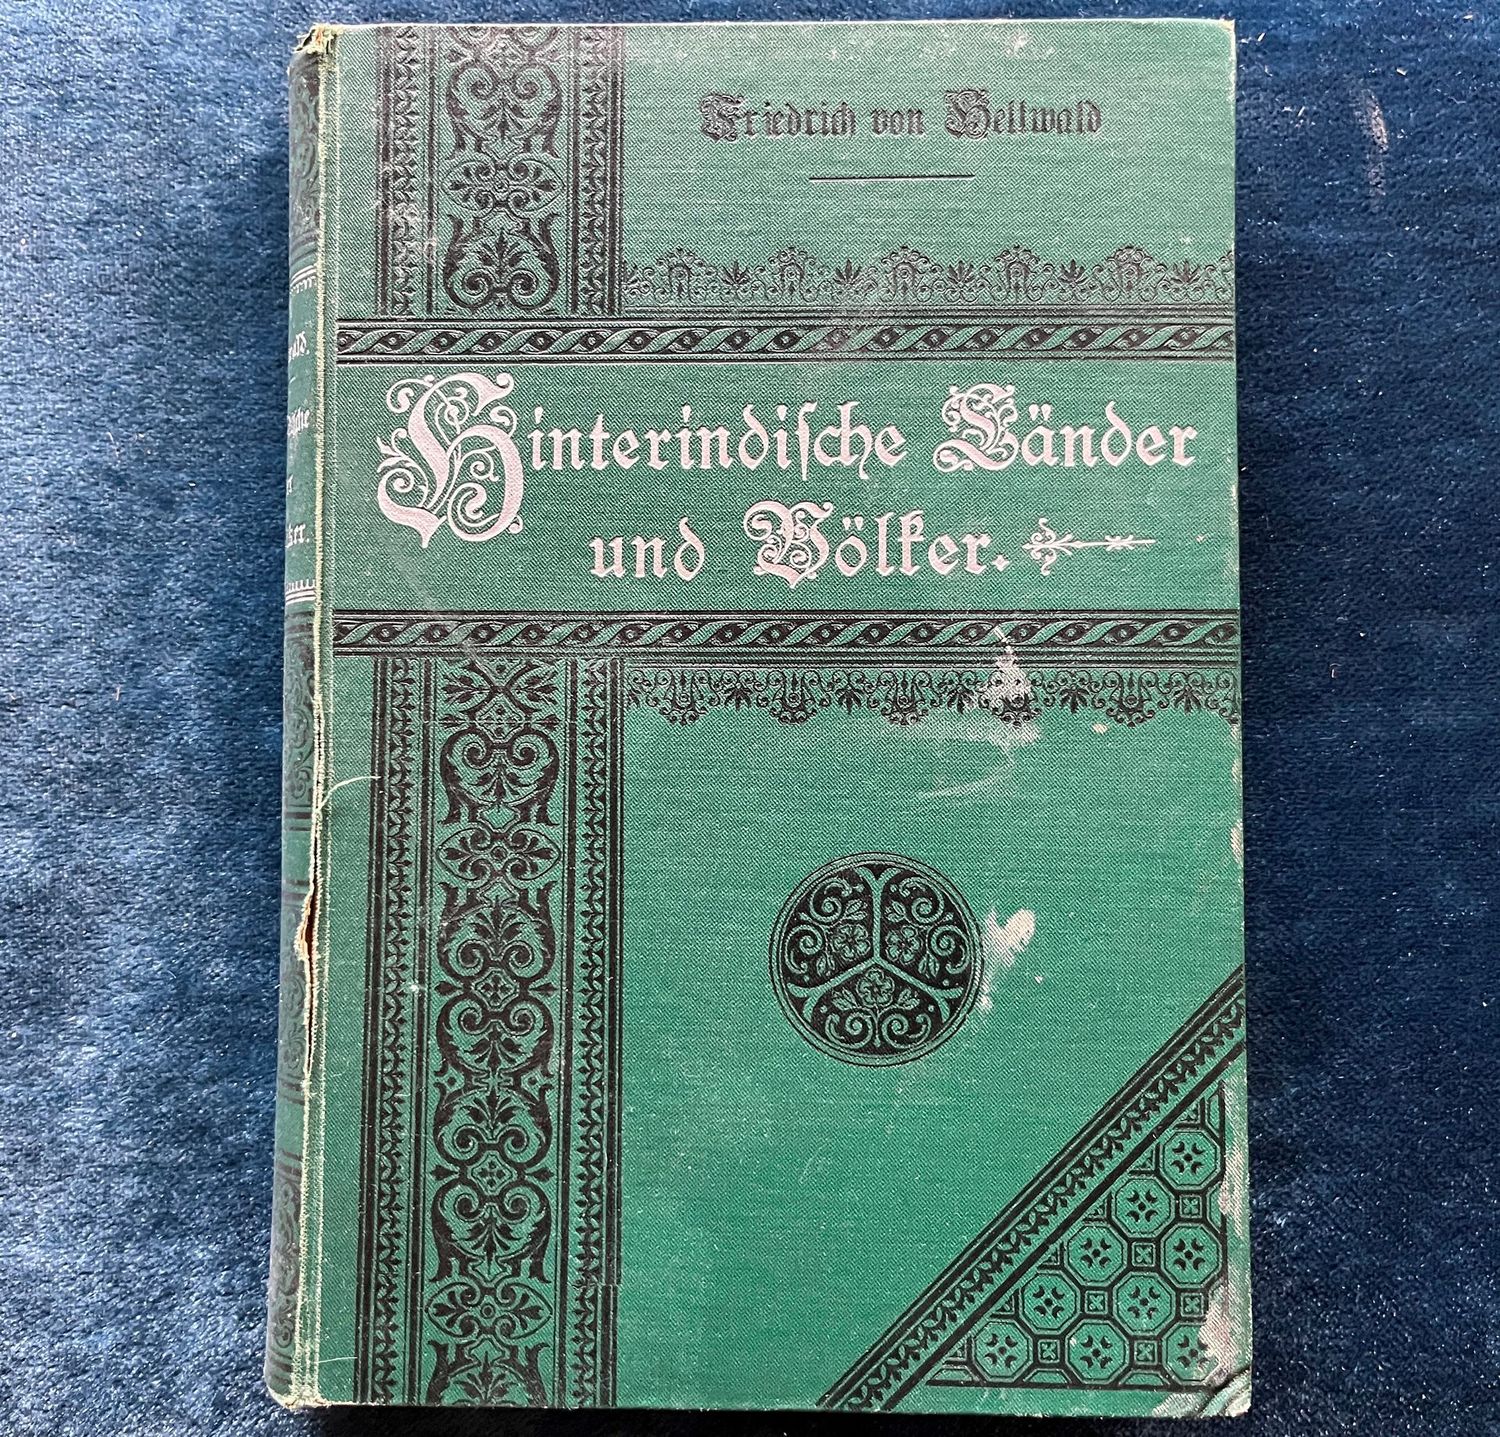 Friedrich von Hellwald
Hinterindiſche Länder
und Völker.